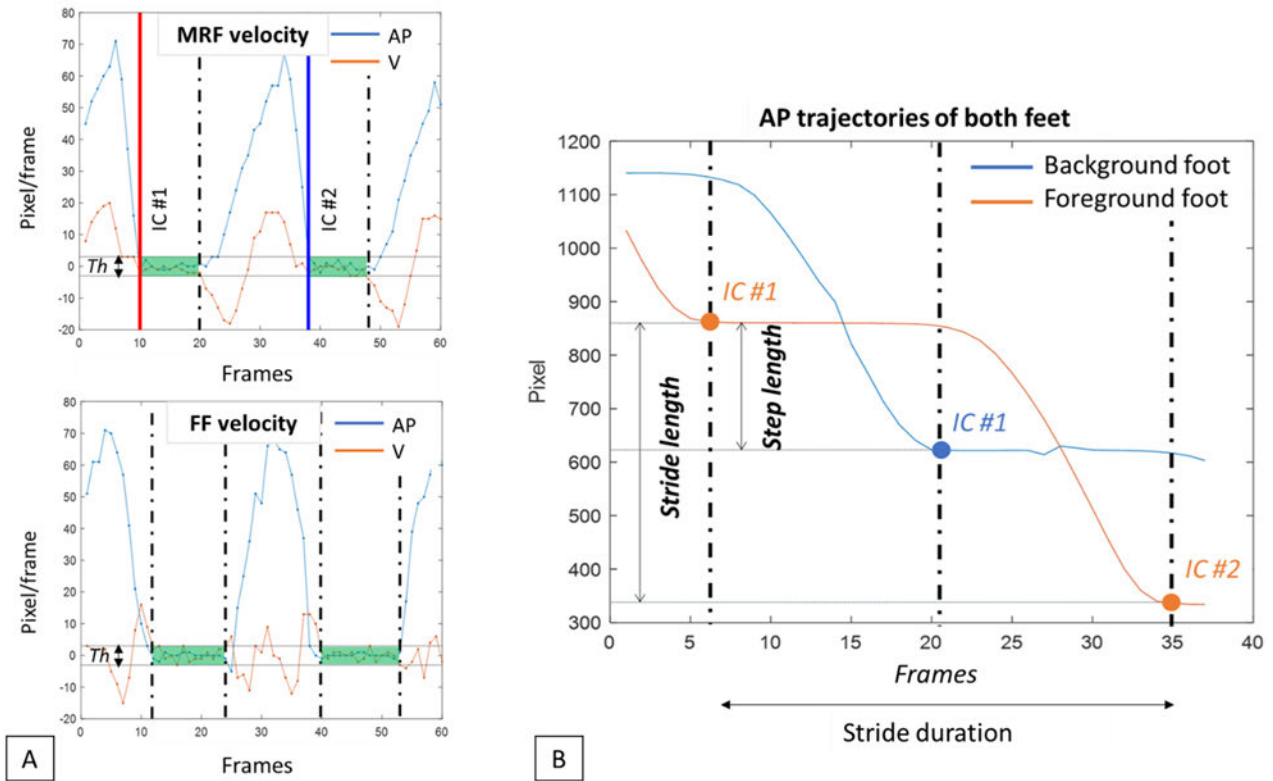 MRF velocity
AP
V
80
70
60
50
40
30
20
10
0
-10
-20
Pixel/frame
Th
IC #1
IC #2
0 10 20 30 40 50 60
Frames
FF velocity
AP
V
80
70
60
50
40
30
20
10
0
-10
-20
Pixel/frame
Th
0 10 20 30 40 50 60
Frames
A
AP trajectories of both feet
Background foot
Foreground foot
1200
1100
1000
900
800
700
600
500
400
300
Pixel
IC #1
Stride length
Step length
IC #1
IC #2
0 5 10 15 20 25 30 35 40
Frames
Stride duration
B